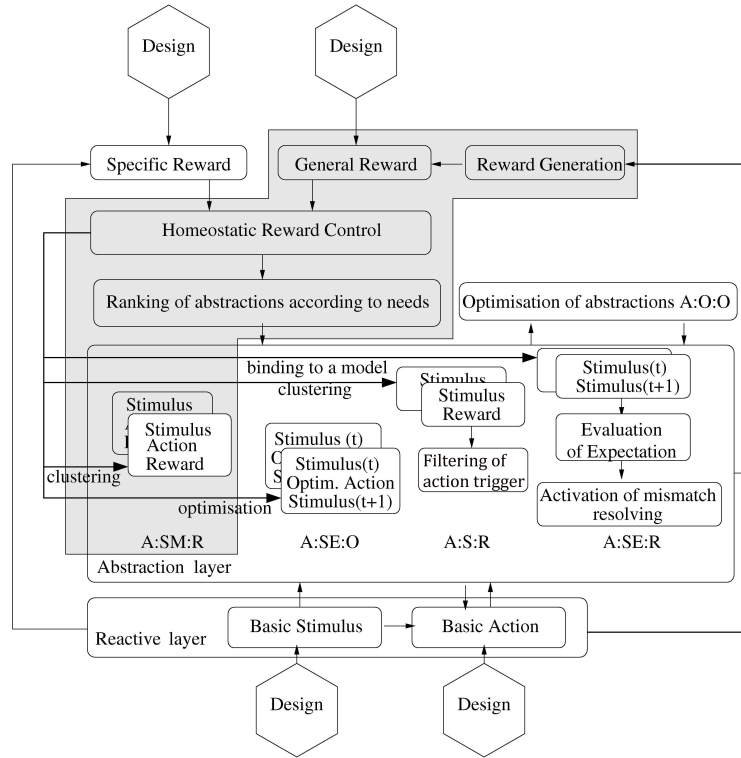 Design
Design
Specific Reward
General Reward
Reward Generation
Homeostatic Reward Control
Ranking of abstractions according to needs
Optimisation of abstractions A:O:O
binding to a model
clustering
Stimulus
Stimulus
Reward
Stimulus(t)
Stimulus(t+1)
Stimulus
Stimulus
Action
Reward
clustering
Stimulus (t)
Stimulus(t)
Optim. Action
Stimulus(t+1)
optimisation
Filtering of
action trigger
Evaluation
of Expectation
Activation of mismatch
resolving
A:SM:R
A:SE:O
A:S:R
A:SE:R
Abstraction layer
Reactive layer
Basic Stimulus
Basic Action
Design
Design